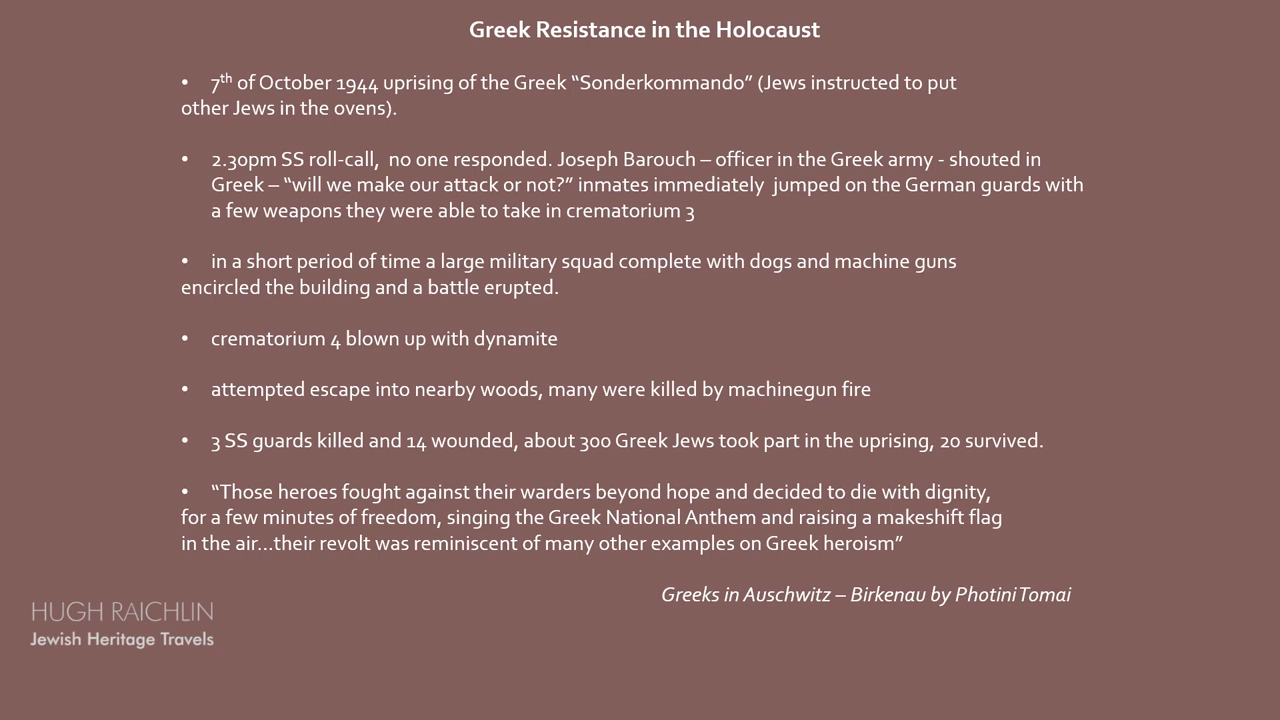 Greek Resistance in the Holocaust
• 7th of October 1944 uprising of the Greek “Sonderkommando” (Jews instructed to put
other Jews in the ovens).
• 2.30pm SS roll-call, no one responded. Joseph Barouch – officer in the Greek army - shouted in
Greek – “will we make our attack or not?” inmates immediately jumped on the German guards with
a few weapons they were able to take in crematorium 3
• in a short period of time a large military squad complete with dogs and machine guns
encircled the building and a battle erupted.
• crematorium 4 blown up with dynamite
• attempted escape into nearby woods, many were killed by machinegun fire
• 3 SS guards killed and 14 wounded, about 300 Greek Jews took part in the uprising, 20 survived.
• “Those heroes fought against their warders beyond hope and decided to die with dignity,
for a few minutes of freedom, singing the Greek National Anthem and raising a makeshift flag
in the air...their revolt was reminiscent of many other examples on Greek heroism”
Greeks in Auschwitz – Birkenau by Photini Tomai
HUGH RAICHLIN
Jewish Heritage Travels